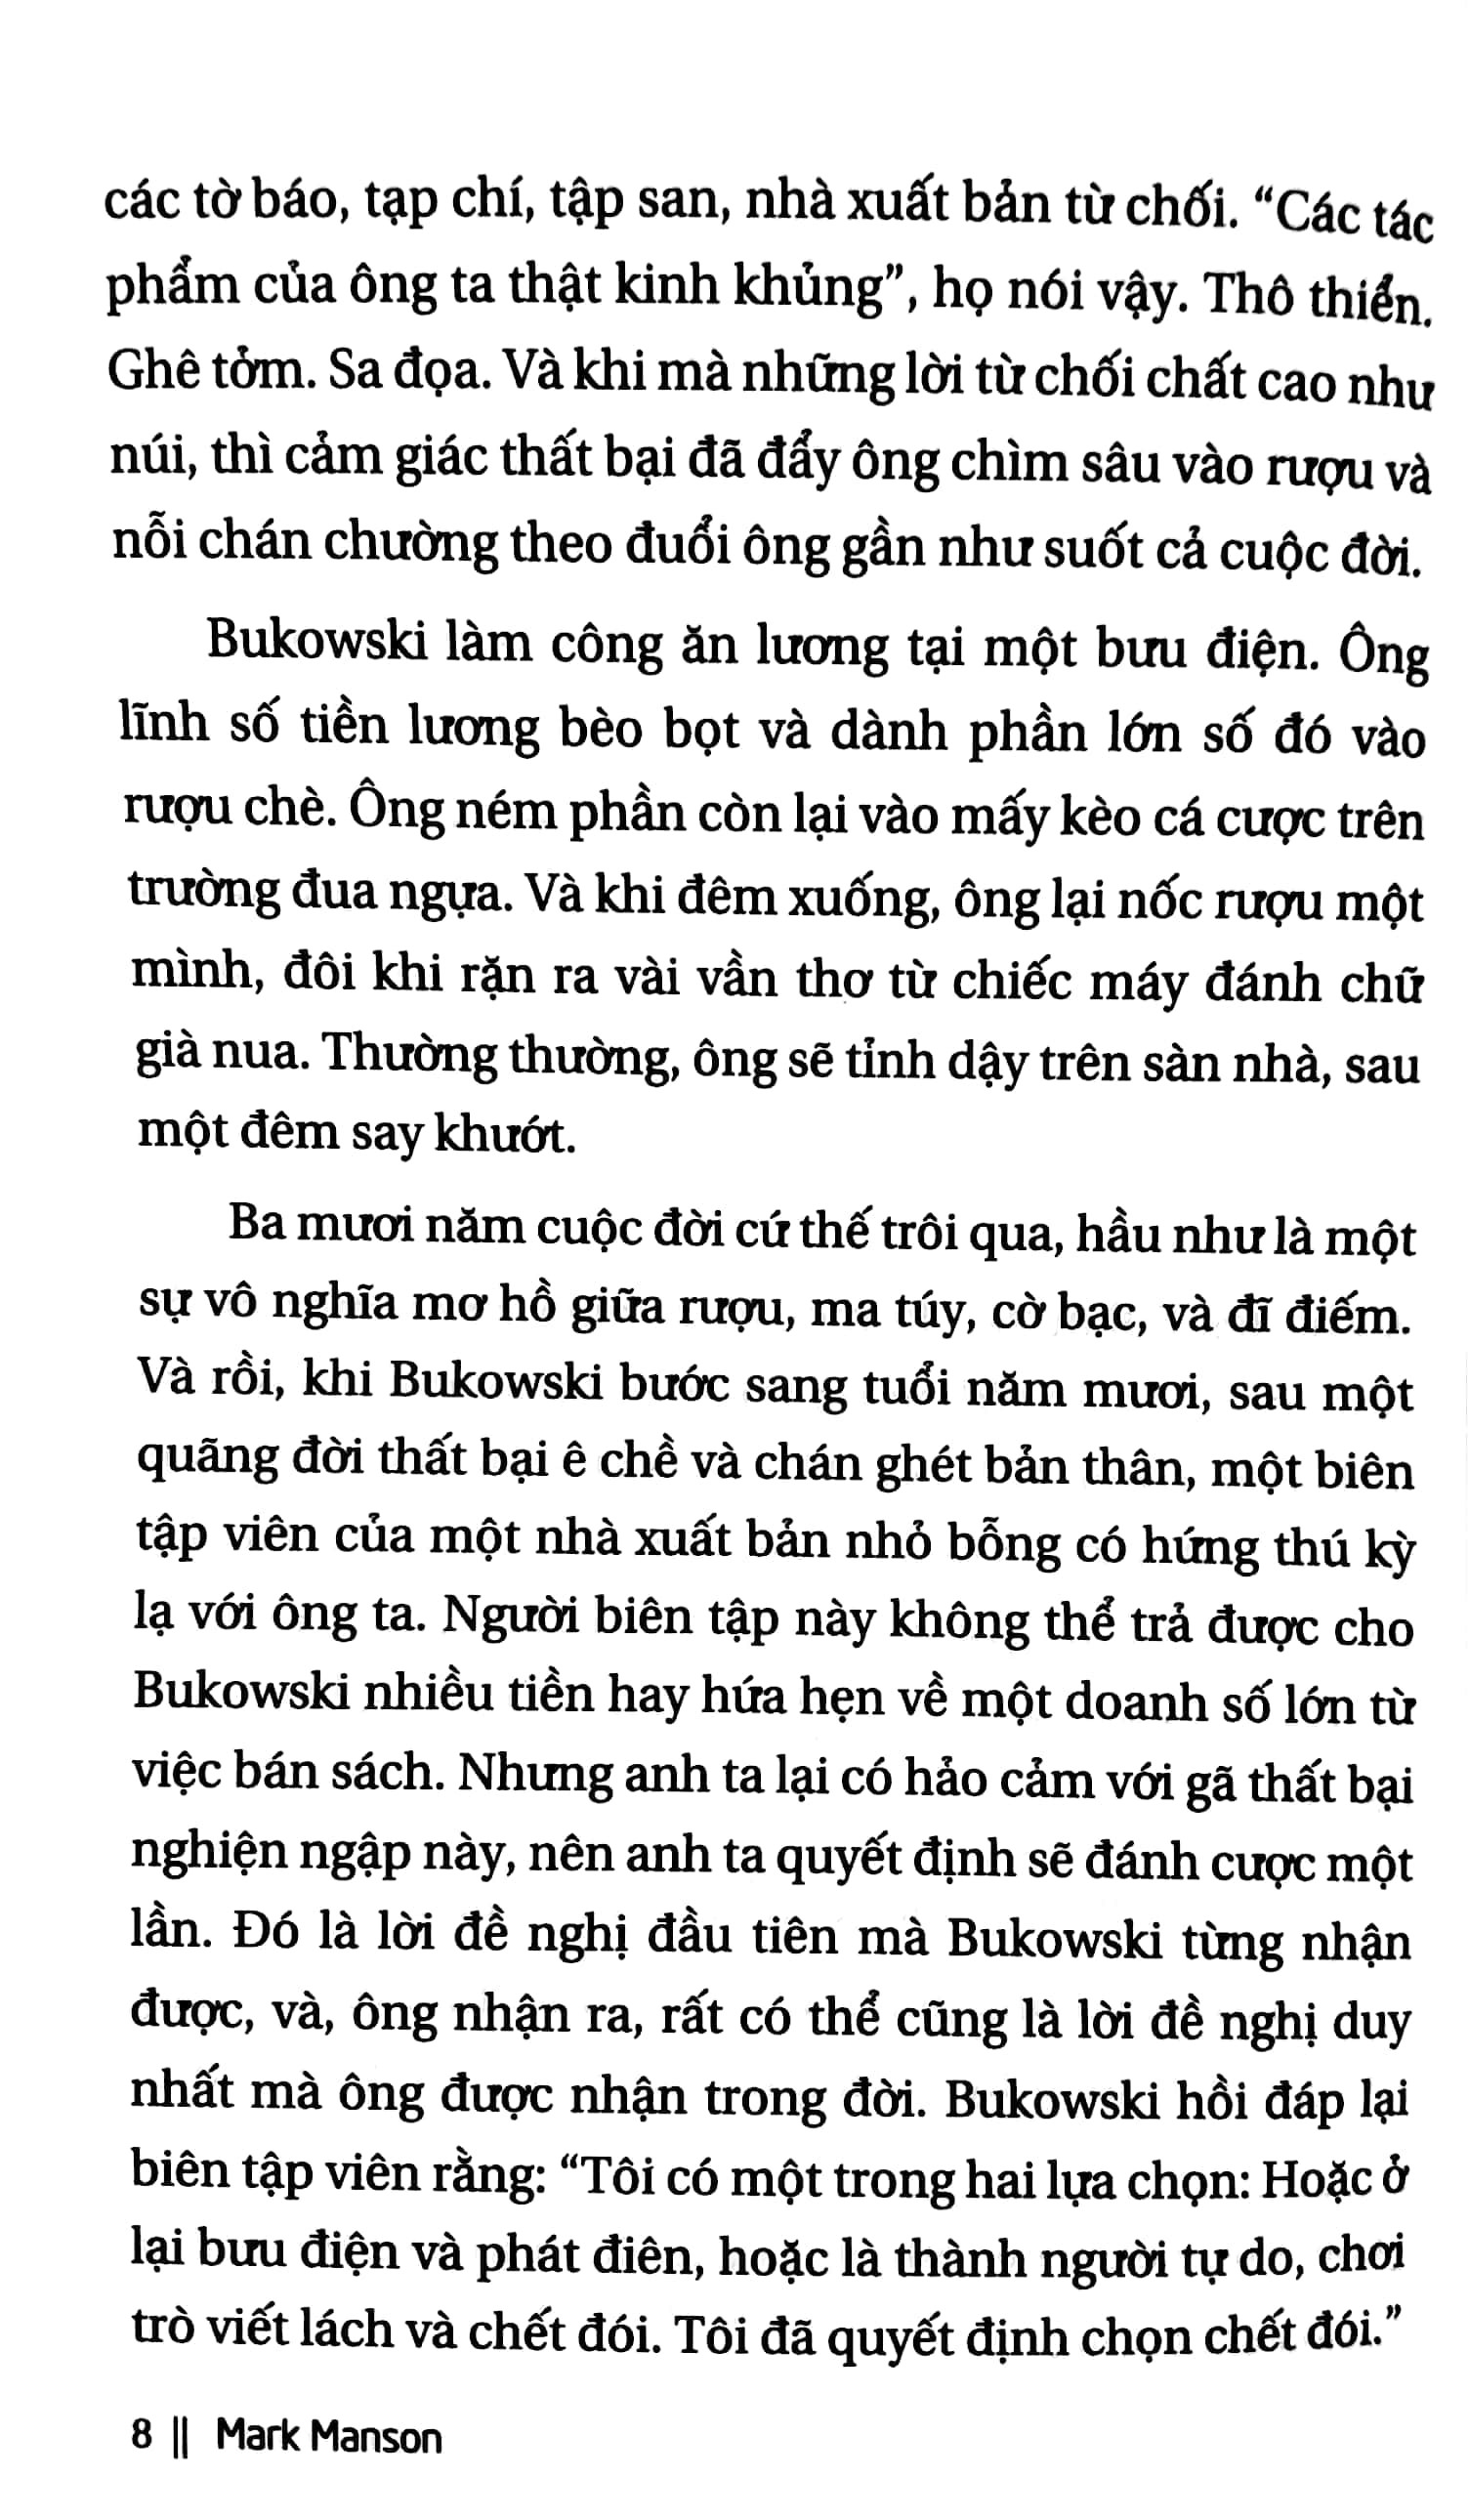 các tờ báo, tạp chí, tập san, nhà xuất bản từ chối. “Các tác
phẩm của ông ta thật kinh khủng”, họ nói vậy. Thô thiển.
Ghê tởm. Sa đọa. Và khi mà những lời từ chối chất cao như
núi, thì cảm giác thất bại đã đẩy ông chìm sâu vào rượu và
nỗi chán chường theo đuổi ông gần như suốt cả cuộc đời.
Bukowski làm công ăn lương tại một bưu điện. Ông
lĩnh số tiền lương bèo bọt và dành phần lớn số đó vào
rượu chè. Ông ném phần còn lại vào mấy kèo cá cược trên
trường đua ngựa. Và khi đêm xuống, ông lại nốc rượu một
mình, đôi khi rặn ra vài vần thơ từ chiếc máy đánh chữ
già nua. Thường thường, ông sẽ tỉnh dậy trên sàn nhà, sau
một đêm say khướt.
Ba mươi năm cuộc đời cứ thế trôi qua, hầu như là một
sự vô nghĩa mơ hồ giữa rượu, ma túy, cờ bạc, và đĩ điếm.
Và rồi, khi Bukowski bước sang tuổi năm mươi, sau một
quãng đời thất bại ê chề và chán ghét bản thân, một biên
tập viên của một nhà xuất bản nhỏ bỗng có hứng thú kỳ
lạ với ông ta. Người biên tập này không thể trả được cho
Bukowski nhiều tiền hay hứa hẹn về một doanh số lớn từ
việc bán sách. Nhưng anh ta lại có hảo cảm với gã thất bại
nghiện ngập này, nên anh ta quyết định sẽ đánh cược một
lần. Đó là lời đề nghị đầu tiên mà Bukowski từng nhận
được, và, ông nhận ra, rất có thể cũng là lời đề nghị duy
nhất mà ông được nhận trong đời. Bukowski hồi đáp lại
biên tập viên rằng: “Tôi có một trong hai lựa chọn: Hoặc ở
lại bưu điện và phát điên, hoặc là thành người tự do, chơi
trò viết lách và chết đói. Tôi đã quyết định chọn chết đói.”
8 || Mark Manson